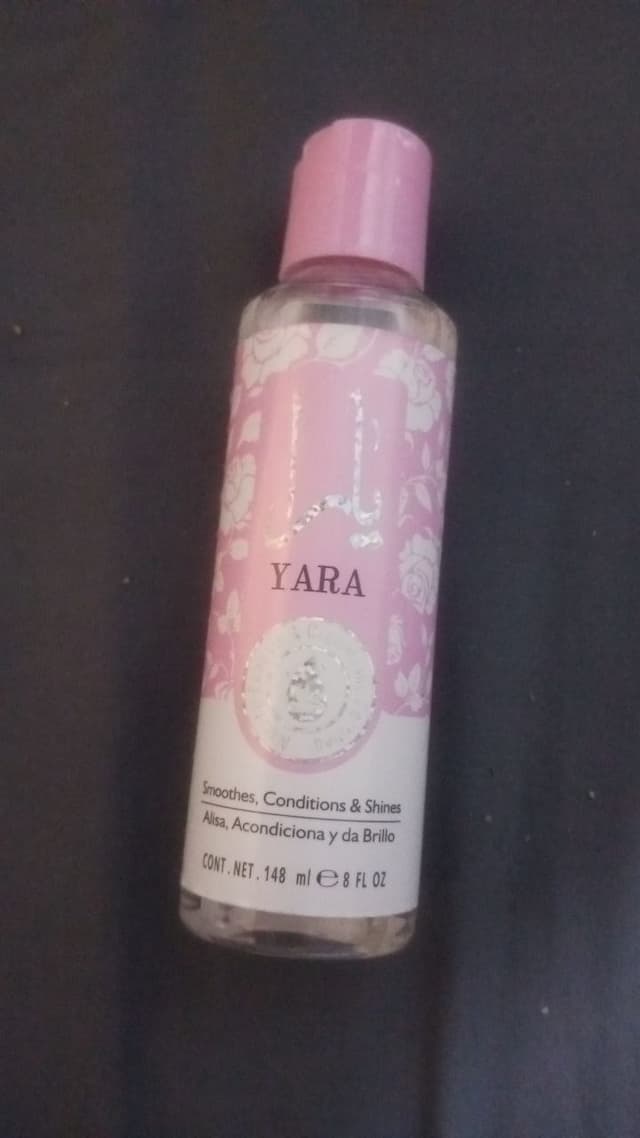 يارا
YARA
Smoothes, Conditions & Shines
Alisa, Acondiciona y da Brillo
CONT. NET. 148 ml ℮ 8 FL OZ